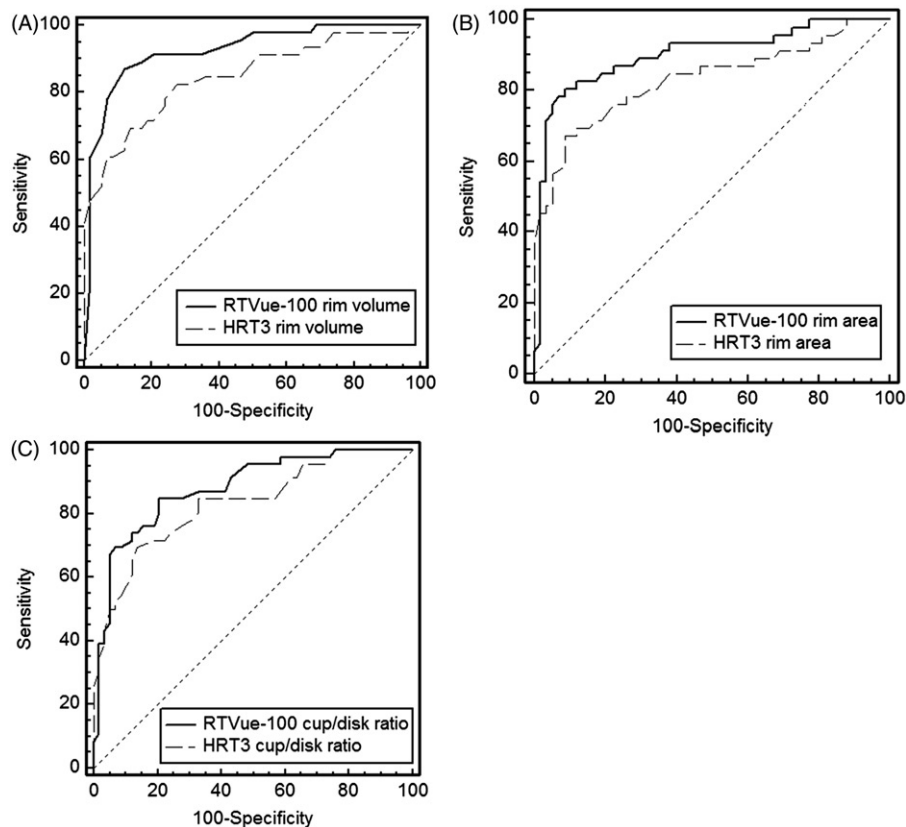 (A)
100
80
60
40
20
0
Sensitivity
RTVue-100 rim volume
HRT3 rim volume
0 20 40 60 80 100
100-Specificity
(B)
100
80
60
40
20
0
Sensitivity
RTVue-100 rim area
HRT3 rim area
0 20 40 60 80 100
100-Specificity
(C)
100
80
60
40
20
0
Sensitivity
RTVue-100 cup/disk ratio
HRT3 cup/disk ratio
0 20 40 60 80 100
100-Specificity